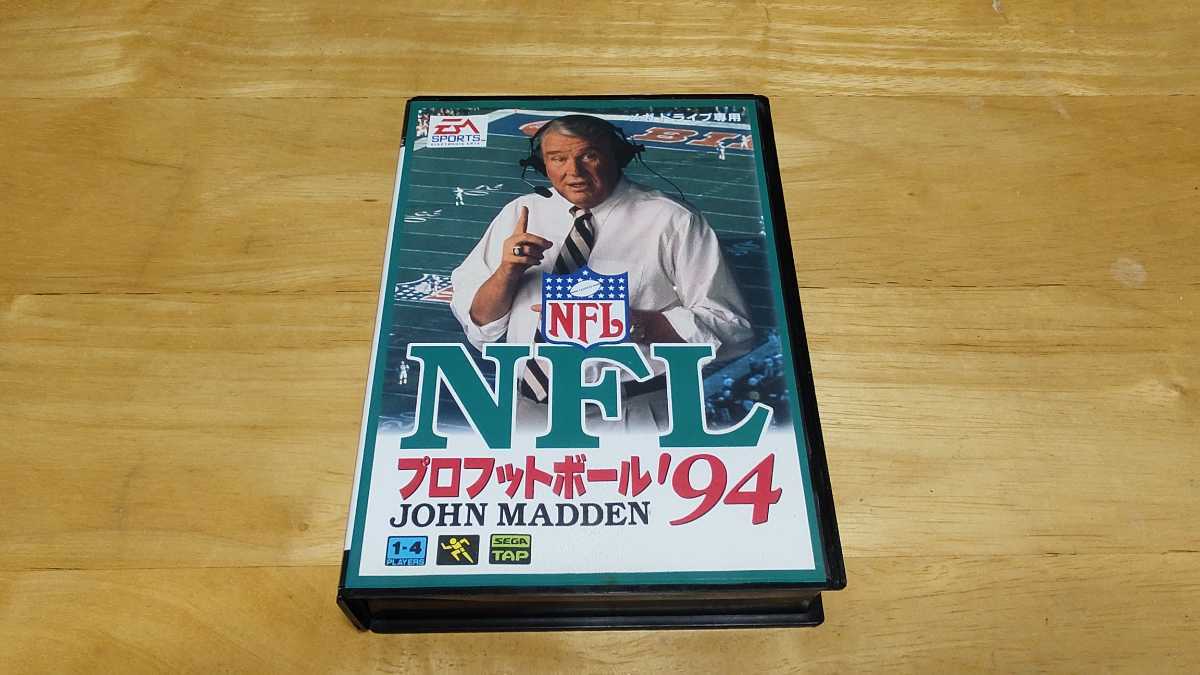 EA
SPORTS
ELECTRONIC ARTS
メガドライブ専用
NFL
NFL
プロフットボール'94
JOHN MADDEN
1-4
PLAYERS
SEGA
TAP